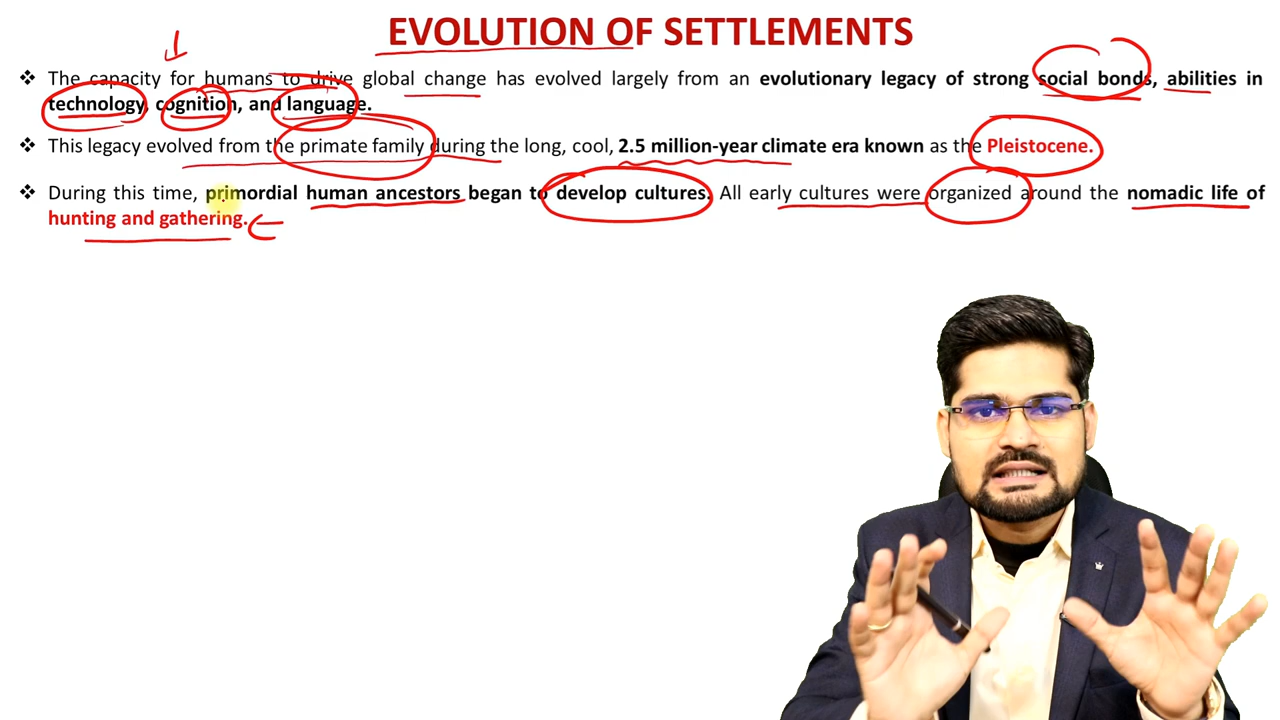 EVOLUTION OF SETTLEMENTS
❖ The capacity for humans to drive global change has evolved largely from an evolutionary legacy of strong social bonds, abilities in
technology, cognition, and language.
❖ This legacy evolved from the primate family during the long, cool, 2.5 million-year climate era known as the Pleistocene.
❖ During this time, primordial human ancestors began to develop cultures. All early cultures were organized around the nomadic life of
hunting and gathering.